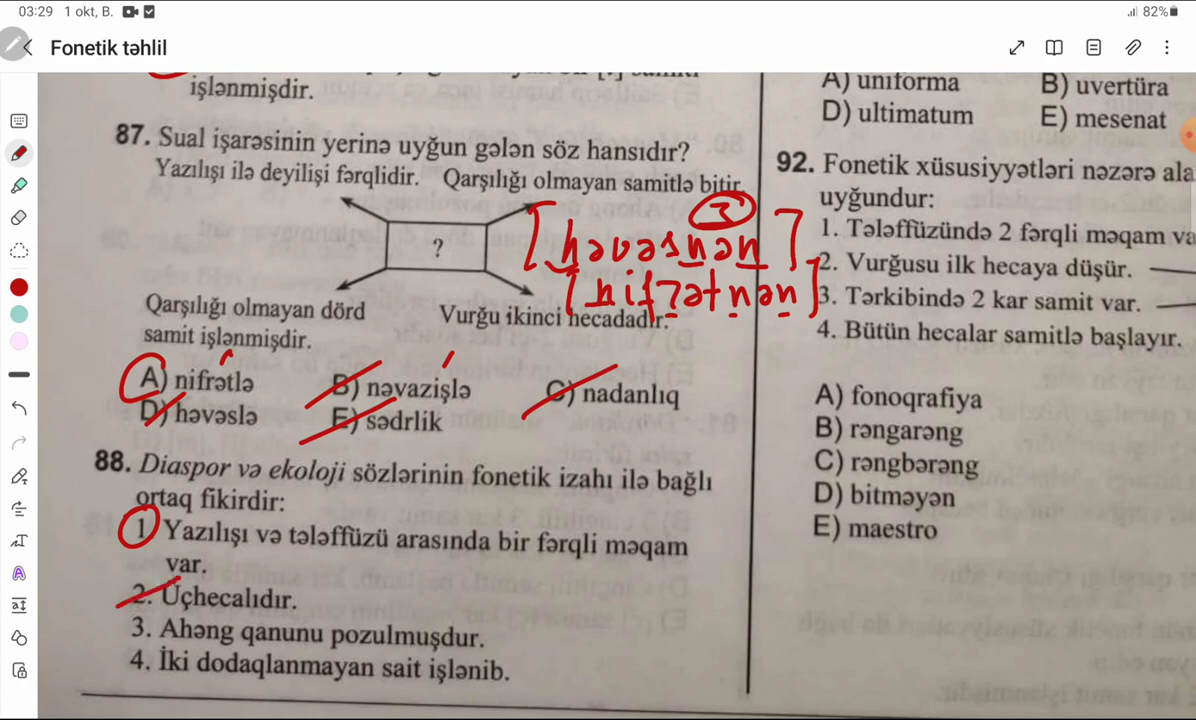 03:29 1 okt, B.
82%
Fonetik təhlil
işlənmişdir.
87. Sual işarəsinin yerinə uyğun gələn söz hansıdır?
Yazılışı ilə deyilişi fərqlidir. Qarşılığı olmayan samitlə bitir.
?
3
[həvəsnən]
[nifrətnən]
Qarşılığı olmayan dörd
samit işlənmişdir.
Vurğu ikinci hecadadır.
A) nifrətlə B) nəvazişlə C) nadanlıq
D) həvəslə E) sədrlik
88. Diaspor və ekoloji sözlərinin fonetik izahı ilə bağlı
ortaq fikirdir:
1. Yazılışı və tələffüzü arasında bir fərqli məqam
var.
2. Üçhecalıdır.
3. Ahəng qanunu pozulmuşdur.
4. İki dodaqlanmayan sait işlənib.
A) uniforma B) uvertüra
D) ultimatum E) mesenat
92. Fonetik xüsusiyyətləri nəzərə ala
uyğundur:
1. Tələffüzündə 2 fərqli məqam va
2. Vurğusu ilk hecaya düşür.
3. Tərkibində 2 kar samit var.
4. Bütün hecalar samitlə başlayır.
A) fonoqrafiya
B) rəngarəng
C) rəngbərəng
D) bitməyən
E) maestro